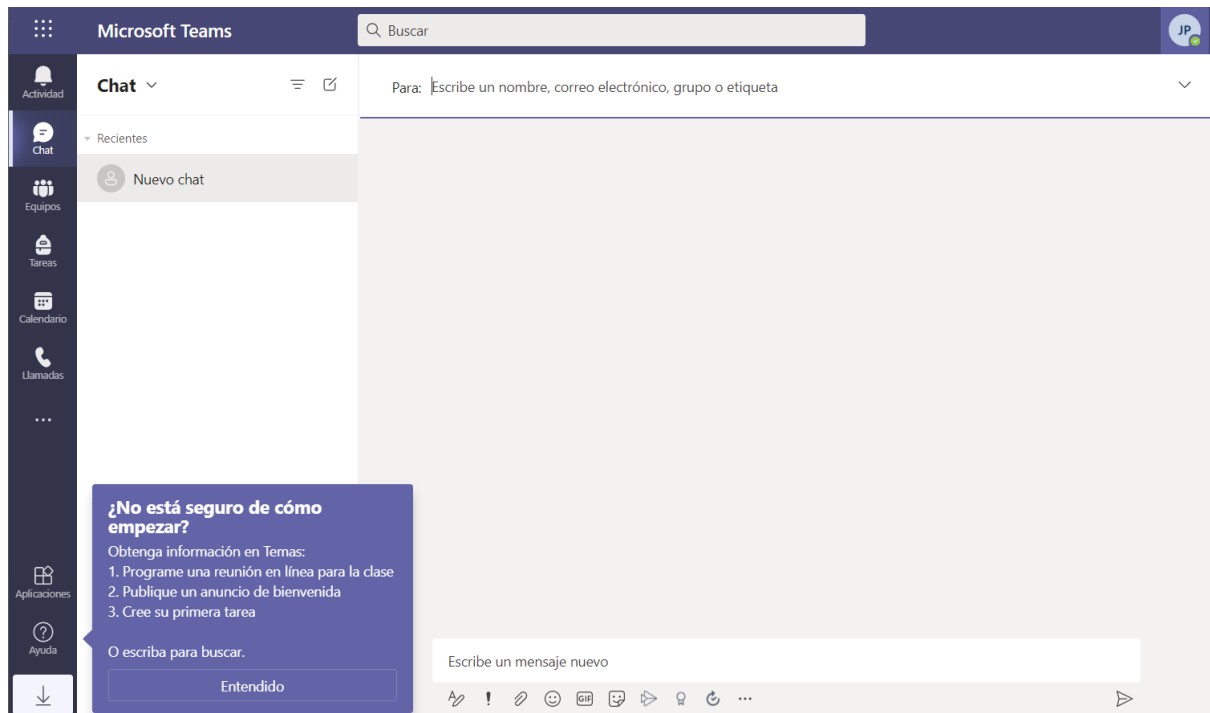 Microsoft Teams
Buscar
JP
Actividad
Chat
Equipos
Tareas
Calendario
Llamadas
Aplicaciones
Ayuda
Chat
Recientes
Nuevo chat
Para: Escribe un nombre, correo electrónico, grupo o etiqueta
¿No está seguro de cómo
empezar?
Obtenga información en Temas:
1. Programe una reunión en línea para la clase
2. Publique un anuncio de bienvenida
3. Cree su primera tarea
O escriba para buscar.
Entendido
Escribe un mensaje nuevo
GIF